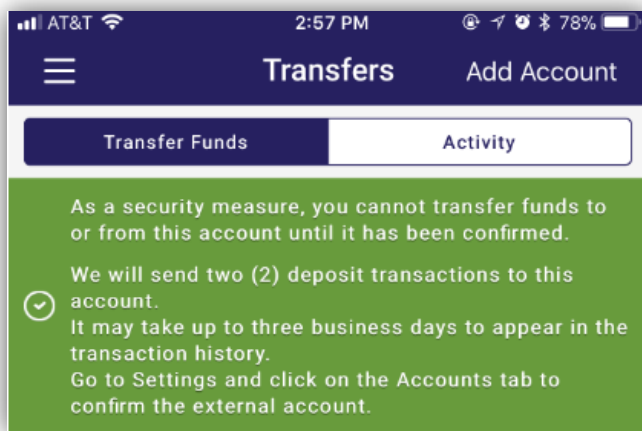 AT&T 2:57 PM 78%
Transfers Add Account
Transfer Funds Activity
As a security measure, you cannot transfer funds to
or from this account until it has been confirmed.
We will send two (2) deposit transactions to this
account.
It may take up to three business days to appear in the
transaction history.
Go to Settings and click on the Accounts tab to
confirm the external account.